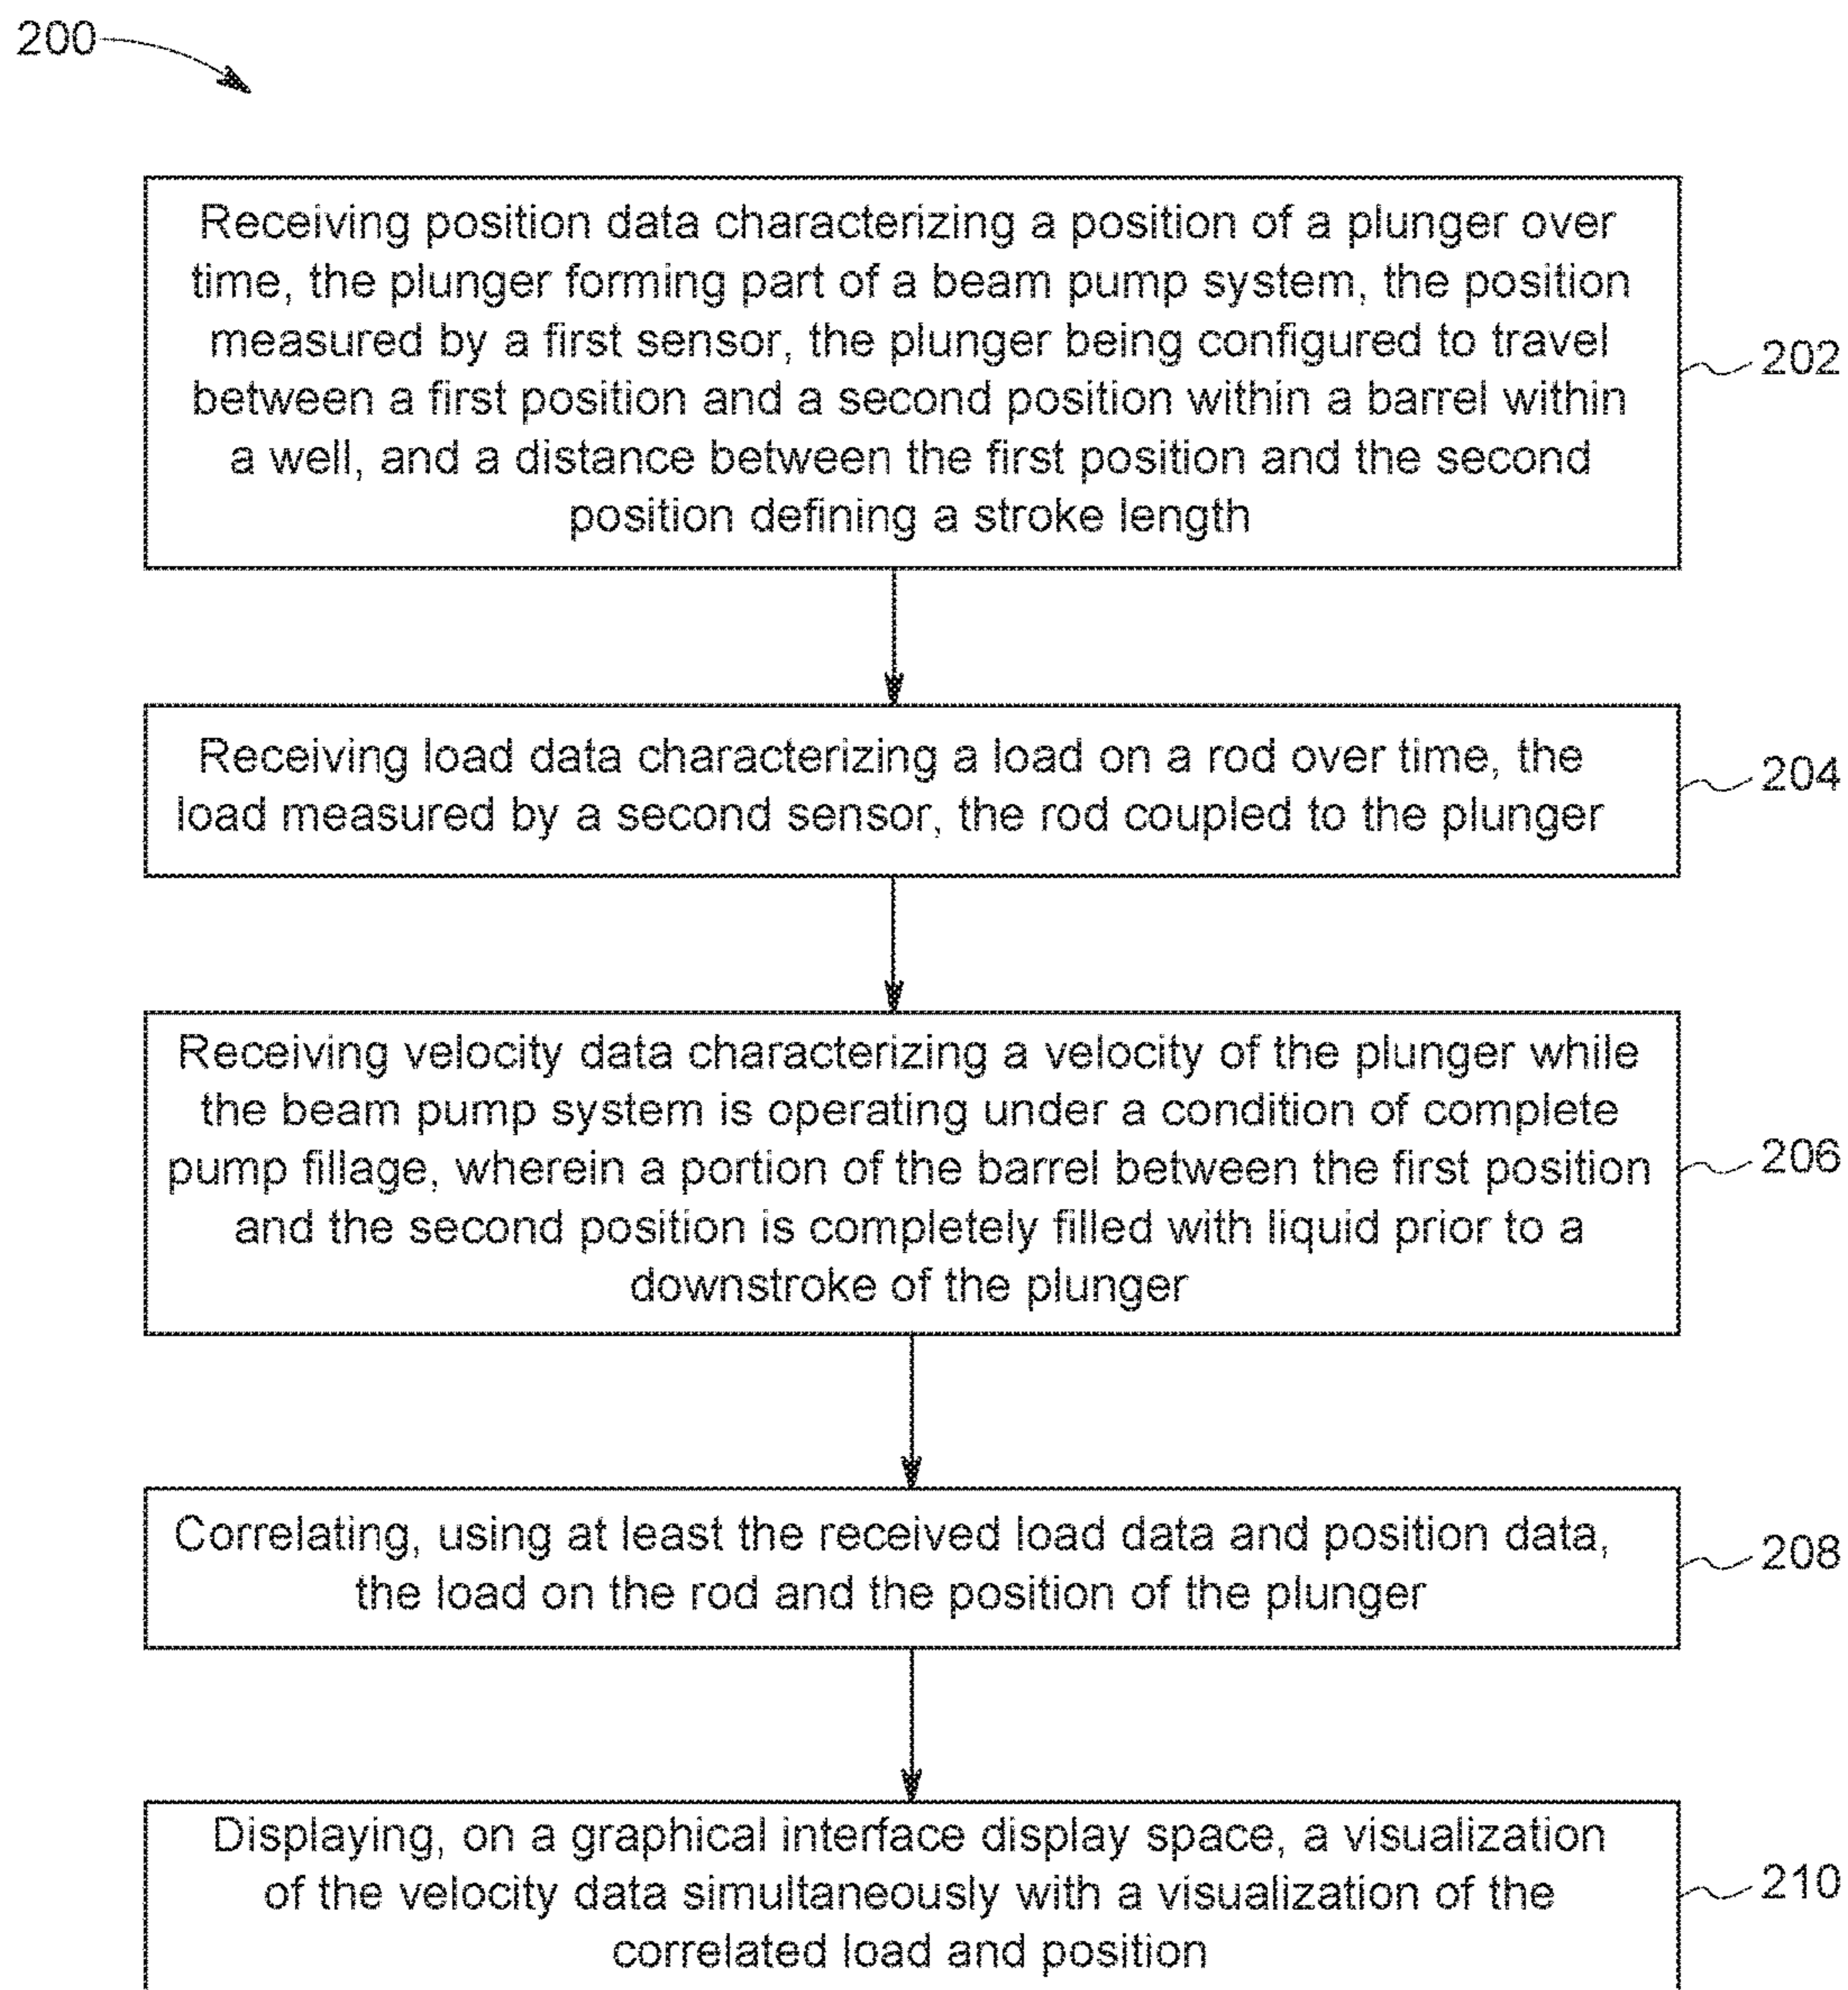 200
Receiving position data characterizing a position of a plunger over
time, the plunger forming part of a beam pump system, the position
measured by a first sensor, the plunger being configured to travel
between a first position and a second position within a barrel within
a well, and a distance between the first position and the second
position defining a stroke length
202
Receiving load data characterizing a load on a rod over time, the
load measured by a second sensor, the rod coupled to the plunger
204
Receiving velocity data characterizing a velocity of the plunger while
the beam pump system is operating under a condition of complete
pump fillage, wherein a portion of the barrel between the first position
and the second position is completely filled with liquid prior to a
downstroke of the plunger
206
Correlating, using at least the received load data and position data,
the load on the rod and the position of the plunger
208
Displaying, on a graphical interface display space, a visualization
of the velocity data simultaneously with a visualization of the
correlated load and position
210